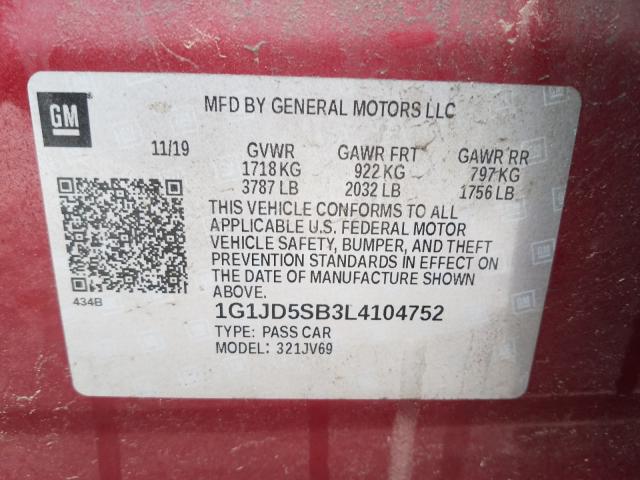 GM
MFD BY GENERAL MOTORS LLC
11/19 GVWR GAWR FRT GAWR RR
1718 KG 922 KG 797 KG
3787 LB 2032 LB 1756 LB
THIS VEHICLE CONFORMS TO ALL
APPLICABLE U.S. FEDERAL MOTOR
VEHICLE SAFETY, BUMPER, AND THEFT
PREVENTION STANDARDS IN EFFECT ON
THE DATE OF MANUFACTURE SHOWN
ABOVE.
434B
1G1JD5SB3L4104752
TYPE: PASS CAR
MODEL: 321JV69